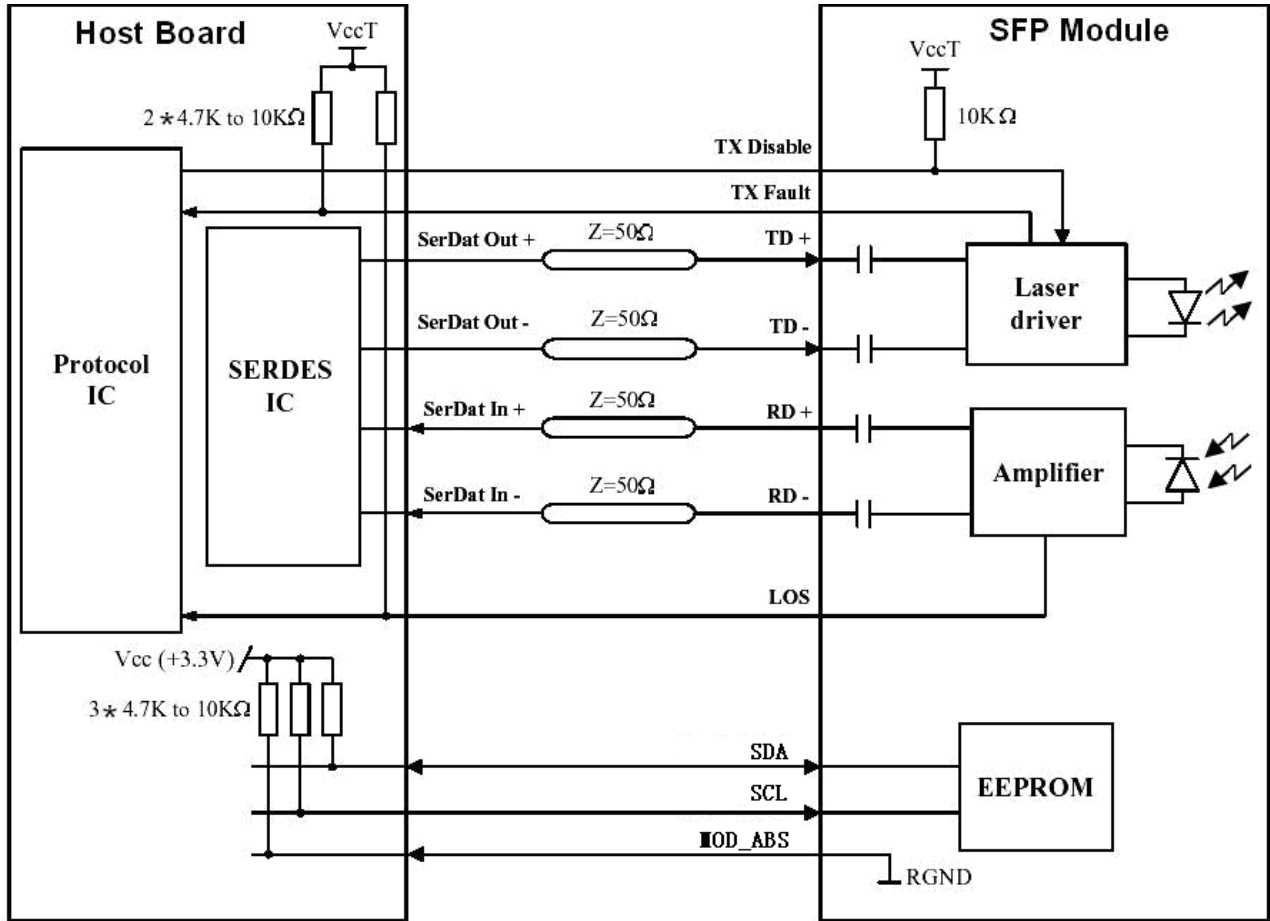 Host Board
SFP Module
VccT
VccT
2*4.7K to 10KΩ
10KΩ
TX Disable
TX Fault
SerDat Out +
Z=50Ω
TD +
Laser
driver
SerDat Out -
Z=50Ω
TD -
Protocol
IC
SERDES
IC
SerDat In +
Z=50Ω
RD +
Amplifier
SerDat In -
Z=50Ω
RD -
LOS
Vcc (+3.3V)
3* 4.7K to 10KΩ
SDA
SCL
EEPROM
MOD_ABS
RGND